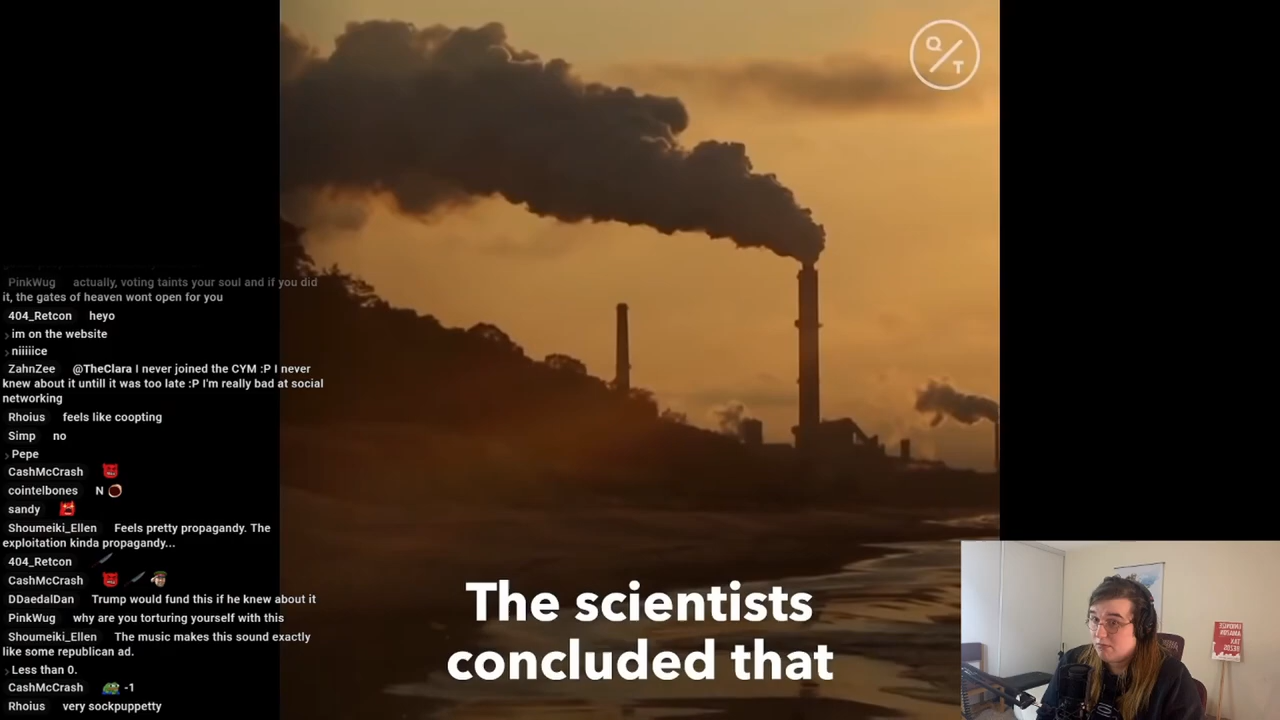 Q
T
PinkWug actually, voting taints your soul and if you did
it, the gates of heaven wont open for you
404_Retcon heyo
im on the website
niiiiice
ZahnZee @TheClara I never joined the CYM :P I never
knew about it untill it was too late :P I'm really bad at social
networking
Rhoius feels like coopting
Simp no
Pepe
CashMcCrash
cointelbones N
sandy
Shoumeiki_Ellen Feels pretty propagandy. The
exploitation kinda propagandy...
404_Retcon
CashMcCrash
DDaedalDan Trump would fund this if he knew about it
PinkWug why are you torturing yourself with this
Shoumeiki_Ellen The music makes this sound exactly
like some republican ad.
Less than 0.
CashMcCrash -1
Rhoius very sockpuppetty
The scientists
concluded that